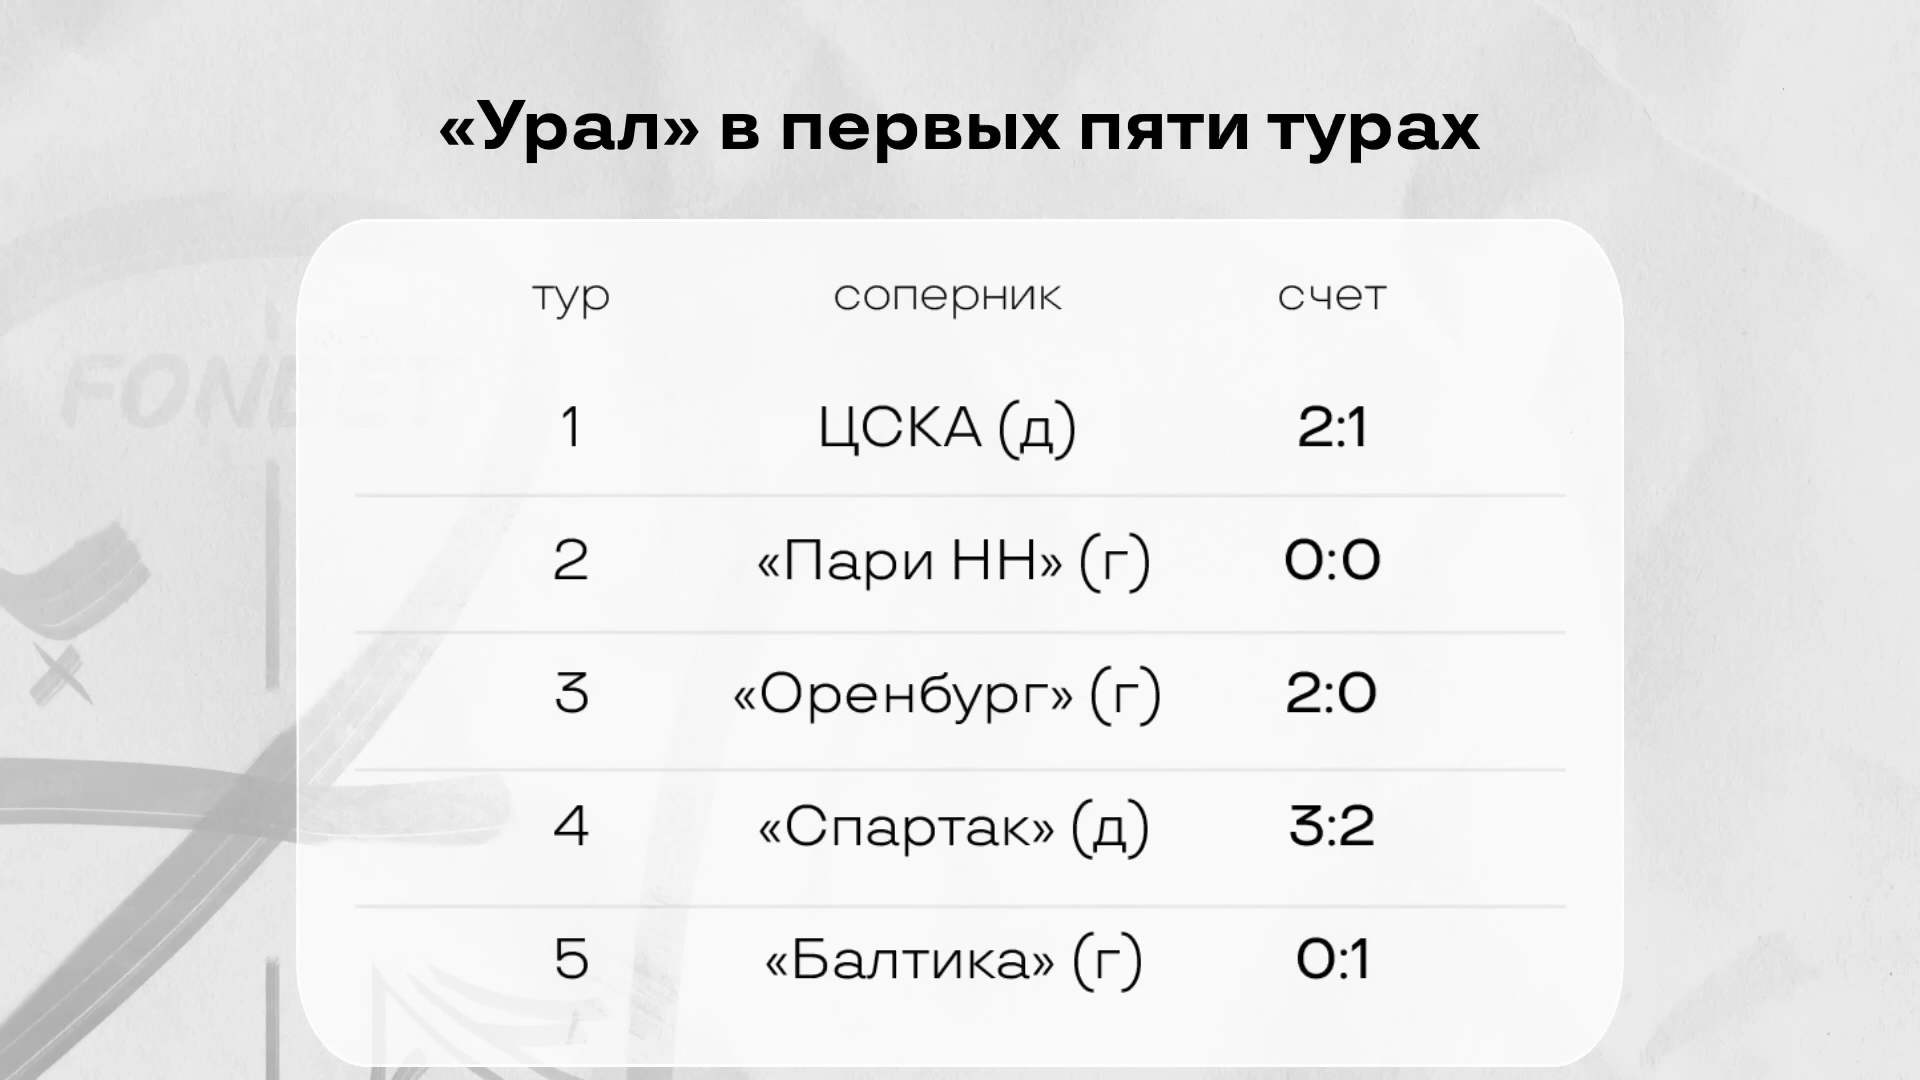 «Урал» в первых пяти турах
тур соперник счет
1 ЦСКА (д) 2:1
2 «Пари НН» (г) 0:0
3 «Оренбург» (г) 2:0
4 «Спартак» (д) 3:2
5 «Балтика» (г) 0:1
FONBET